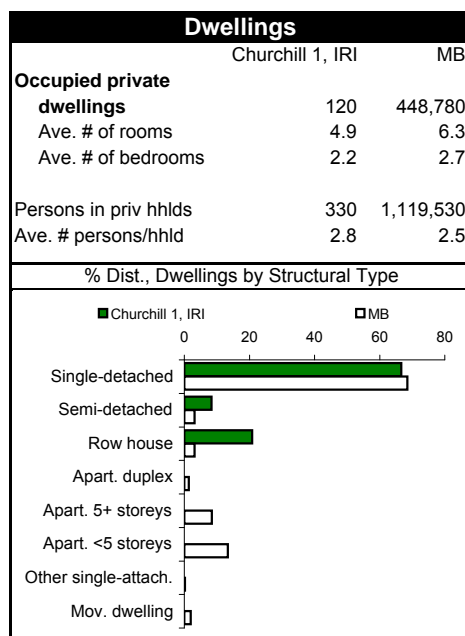 Dwellings
Churchill 1, IRI MB
Occupied private
dwellings 120 448,780
Ave. # of rooms 4.9 6.3
Ave. # of bedrooms 2.2 2.7
Persons in priv hhlds 330 1,119,530
Ave. # persons/hhld 2.8 2.5
% Dist., Dwellings by Structural Type
Churchill 1, IRI MB
0 20 40 60 80
Single-detached
Semi-detached
Row house
Apart. duplex
Apart. 5+ storeys
Apart. <5 storeys
Other single-attach.
Mov. dwelling